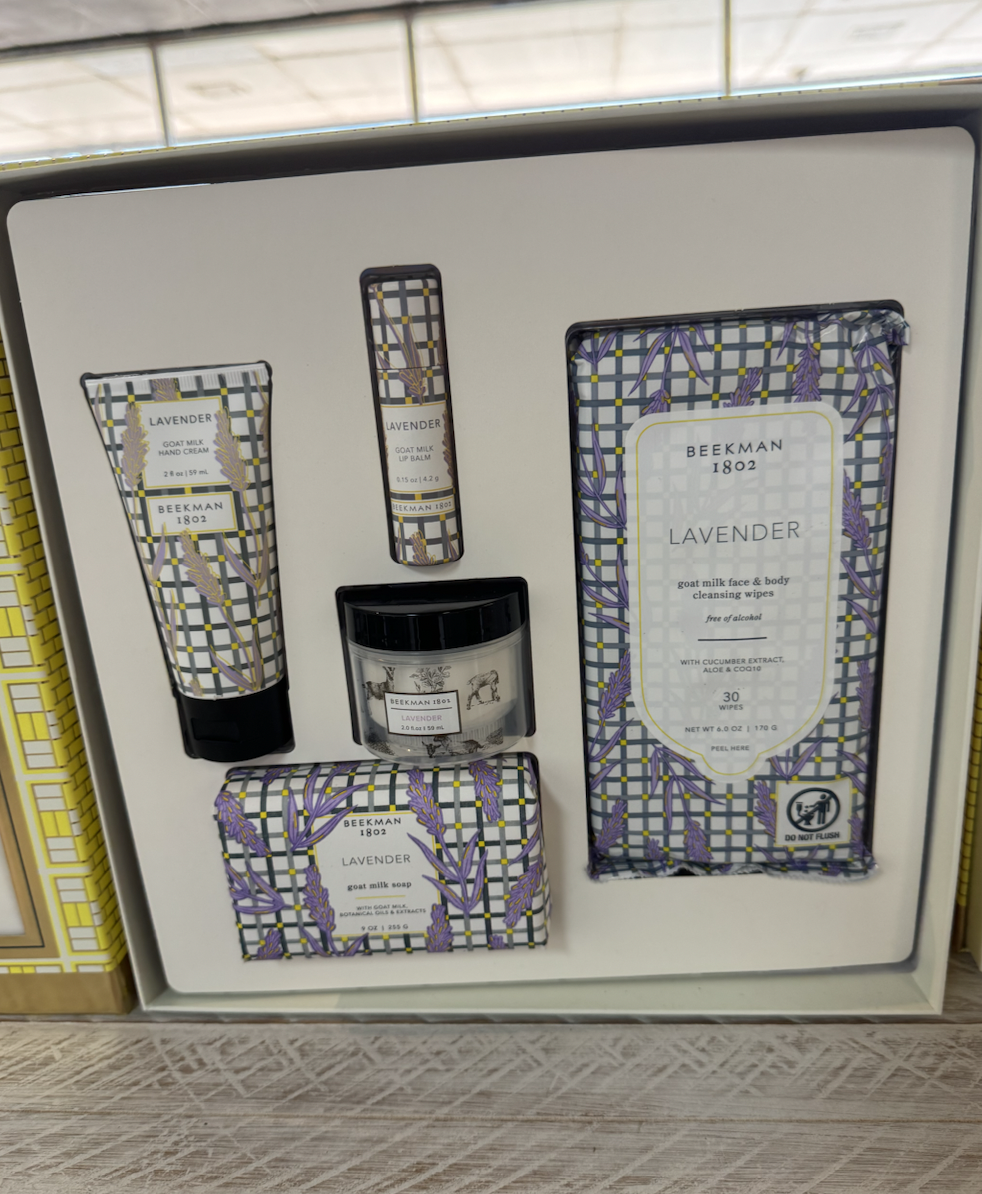 LAVENDER
GOAT MILK
HAND CREAM
2 fl oz | 59 mL
BEEKMAN
1802
LAVENDER
GOAT MILK
LIP BALM
0.15 oz | 4.2 g
BEEKMAN 1802
BEEKMAN 1802
LAVENDER
2.0 fl oz | 59 mL
BEEKMAN
1802
LAVENDER
goat milk soap
WITH GOAT MILK,
BOTANICAL OILS & EXTRACTS
9 OZ | 255 G
BEEKMAN
1802
LAVENDER
goat milk face & body
cleansing wipes
free of alcohol
WITH CUCUMBER EXTRACT,
ALOE & COQ10
30
WIPES
NET WT 6.0 OZ | 170 G
PEEL HERE
DO NOT FLUSH